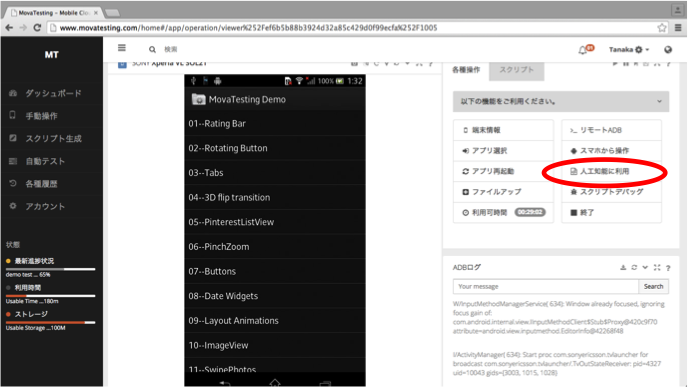 MovaTesting – Mobile Clou
www.movatesting.com/home#/app/operation/viewer%252Fef6b5b88b3924d32a85c429d0f99ecfa%252F1005
MT
検索
Tanaka
ダッシュボード
手動操作
スクリプト生成
自動テスト
各種履歴
アカウント
状態
最新進捗状況
demo test ... 65%
利用時間
Usable Time ...180m
ストレージ
Usable Storage ...100M
SONY Xperia VL SOL21
100% 1:32
MovaTesting Demo
01--Rating Bar
02--Rotating Button
03--Tabs
04--3D flip transition
05--PinterestListView
06--PinchZoom
07--Buttons
08--Date Widgets
09--Layout Animations
10--ImageView
11--SwipePhotos
各種操作 スクリプト
以下の機能をご利用ください。
端末情報 リモートADB
アプリ選択 スマホから操作
アプリ再起動 人工知能に利用
ファイルアップ スクリプトデバッグ
利用可時間 00:29:02 終了
ADBログ
Your message Search
W/InputMethodManagerService( 634): Window already focused, ignoring
focus gain of:
com.android.internal.view.IInputMethodClient$Stub$Proxy@420c9f70
attribute=android.view.inputmethod.EditorInfo@42268f48
I/ActivityManager( 634): Start proc com.sonyericsson.tvlauncher for
broadcast com.sonyericsson.tvlauncher/.TvOutStateReceiver: pid=4327
uid=10043 gids={3003, 1015, 1028}